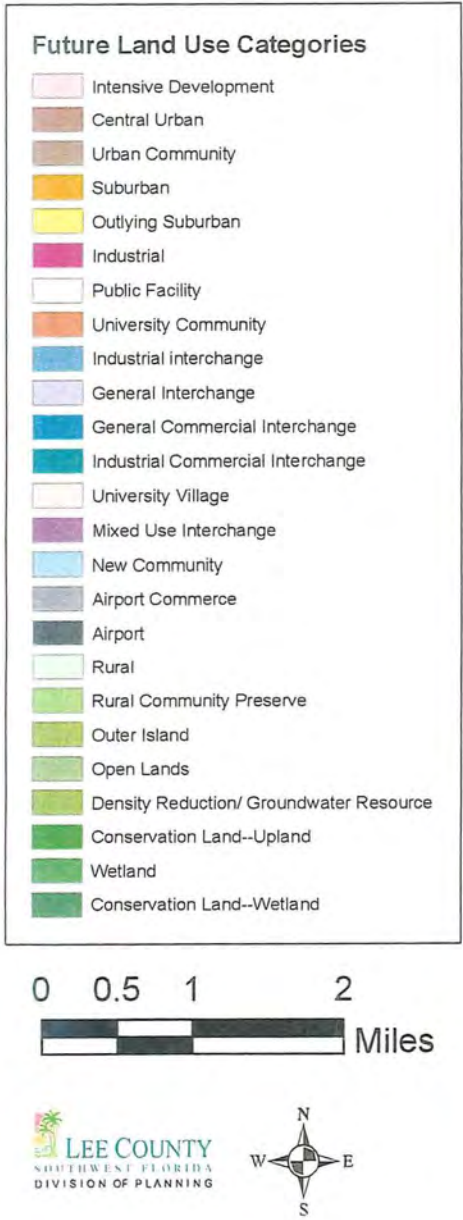 Future Land Use Categories
Intensive Development
Central Urban
Urban Community
Suburban
Outlying Suburban
Industrial
Public Facility
University Community
Industrial interchange
General Interchange
General Commercial Interchange
Industrial Commercial Interchange
University Village
Mixed Use Interchange
New Community
Airport Commerce
Airport
Rural
Rural Community Preserve
Outer Island
Open Lands
Density Reduction/ Groundwater Resource
Conservation Land--Upland
Wetland
Conservation Land--Wetland
0 0.5 1 2
Miles
LEE COUNTY
SOUTHWEST FLORIDA
DIVISION OF PLANNING
N
W E
S